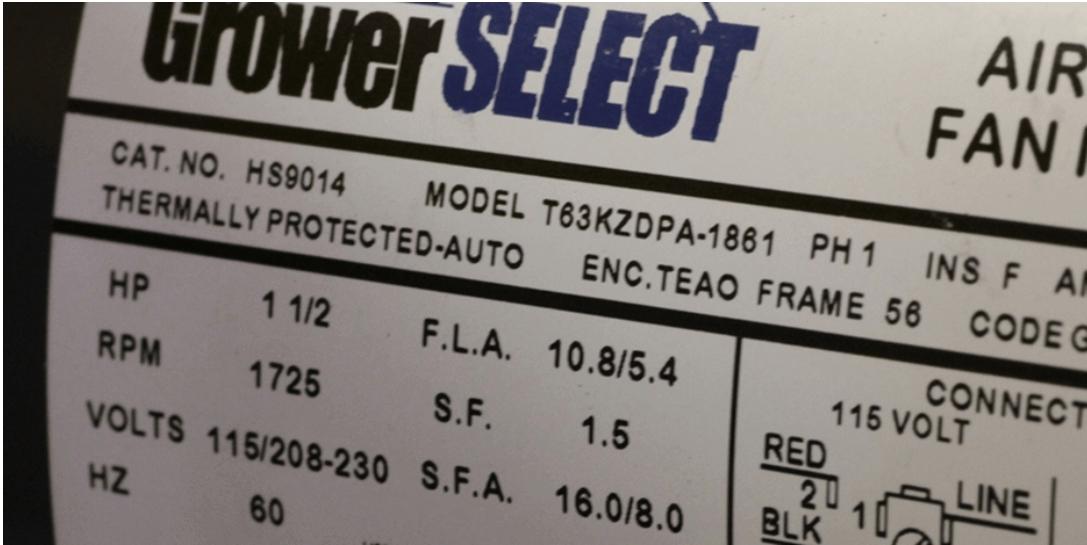 Grower SELECT
AIR
FAN
CAT. NO. HS9014 MODEL T63KZDPA-1861 PH 1 INS F
THERMALLY PROTECTED-AUTO ENC.TEAO FRAME 56 CODE G
HP 1 1/2 F.L.A. 10.8/5.4
RPM 1725 S.F. 1.5
VOLTS 115/208-230 S.F.A. 16.0/8.0
HZ 60
CONNECT
115 VOLT
RED
2 1 LINE
BLK